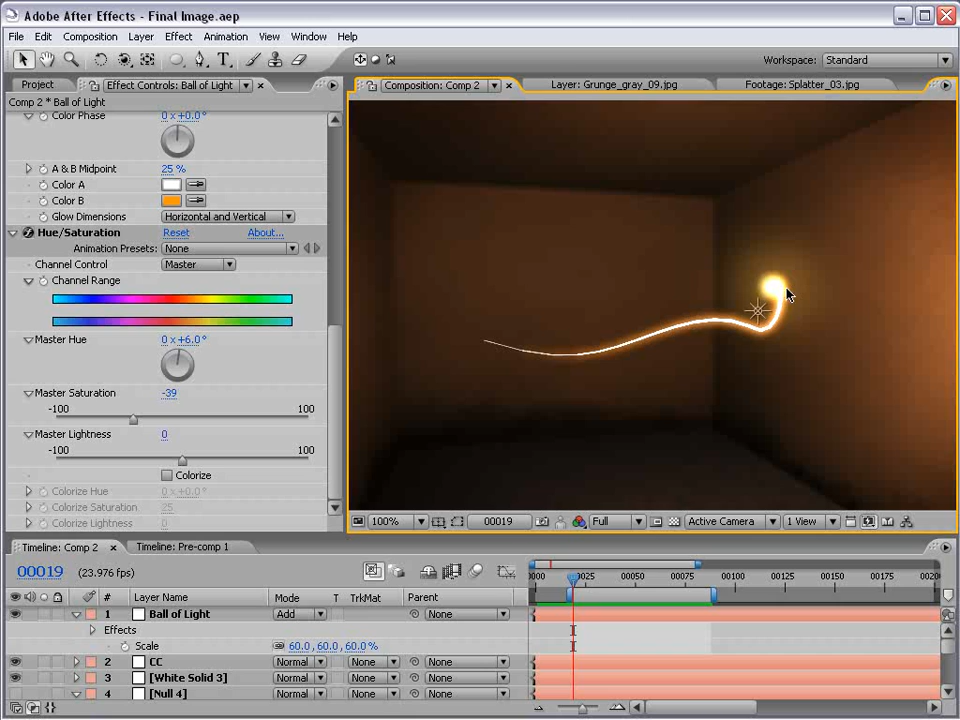 Adobe After Effects - Final Image.aep
File Edit Composition Layer Effect Animation View Window Help
Workspace: Standard
Project Effect Controls: Ball of Light Composition: Comp 2 Layer: Grunge_gray_09.jpg Footage: Splatter_03.jpg
Comp 2 * Ball of Light
Color Phase 0 x+0.0°
A & B Midpoint 25 %
Color A
Color B
Glow Dimensions Horizontal and Vertical
Hue/Saturation Reset About...
Animation Presets: None
Channel Control Master
Channel Range
Master Hue 0 x+6.0°
Master Saturation -39
-100 100
Master Lightness 0
-100 100
Colorize
Colorize Hue 0 x+0.0°
Colorize Saturation 25
Colorize Lightness 0
100% 00019 Full Active Camera 1 View
Timeline: Comp 2 Timeline: Pre-comp 1
00019 (23.976 fps)
0000 00025 00050 00075 00100 00125 00150 00175 0020
# Layer Name Mode T TrkMat Parent
1 Ball of Light Add None
Effects
Scale 60.0, 60.0, 60.0%
2 CC Normal None None
3 [White Solid 3] Normal None None
4 [Null 4] Normal None None